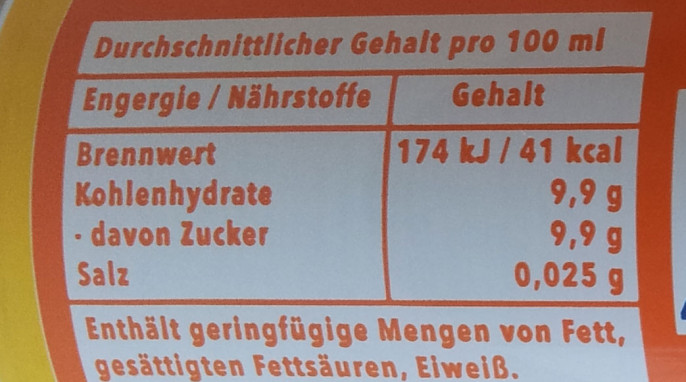 Durchschnittlicher Gehalt pro 100 ml
Engergie / Nährstoffe Gehalt
Brennwert 174 kJ / 41 kcal
Kohlenhydrate 9,9 g
- davon Zucker 9,9 g
Salz 0,025 g
Enthält geringfügige Mengen von Fett,
gesättigten Fettsäuren, Eiweiß.